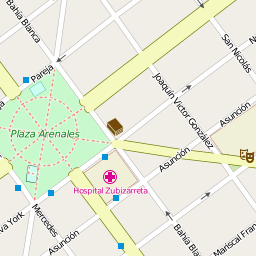 Bahía Blanca
San Nicolás
Pareja
Joaquín Víctor González
Asunción
Plaza Arenales
Asunción
Hospital Zubizarreta
Mercedes
Asunción
Bahía Bla
Mariscal Fran
va York